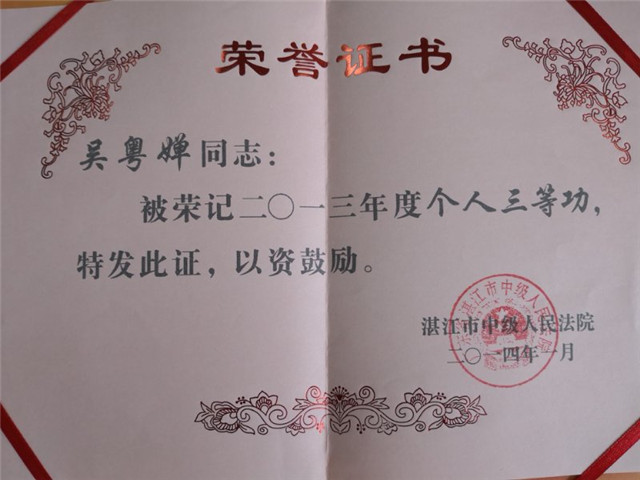 荣誉证书
吴粤婵同志：
被荣记二〇一三年度个人三等功，
特发此证，以资鼓励。
湛江市中级人民法院
二〇一四年一月